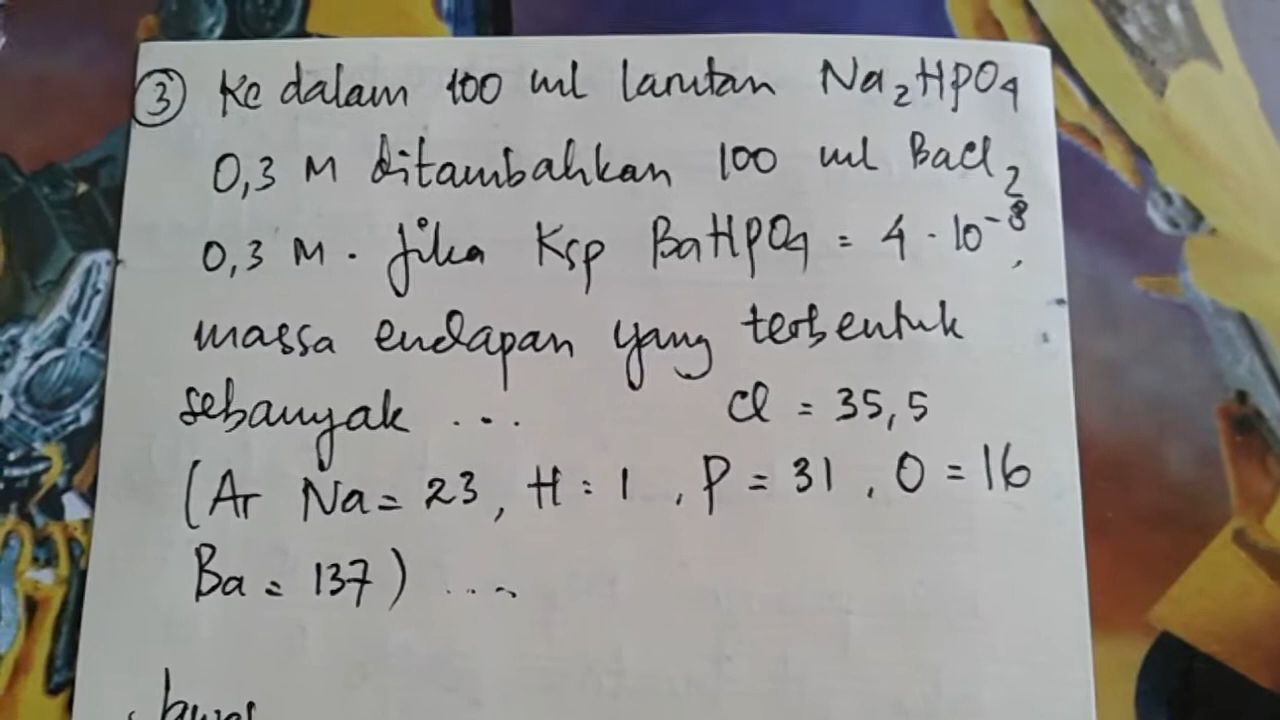 ③ Ke dalam 100 ml larutan Na₂HPO₄
0,3 M ditambahkan 100 ml BaCl₂
0,3 M . Jika Ksp BaHPO₄ = 4 . 10⁻⁸,
massa endapan yang terbentuk
sebanyak ... Cl = 35,5
(Ar Na = 23, H = 1 , P = 31 , O = 16
Ba = 137) ....